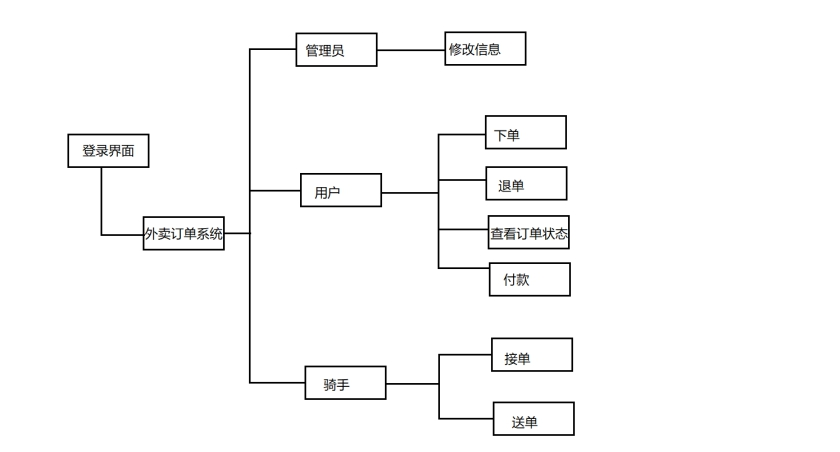 管理员
修改信息
下单
登录界面
退单
用户
外卖订单系统
查看订单状态
付款
接单
骑手
送单